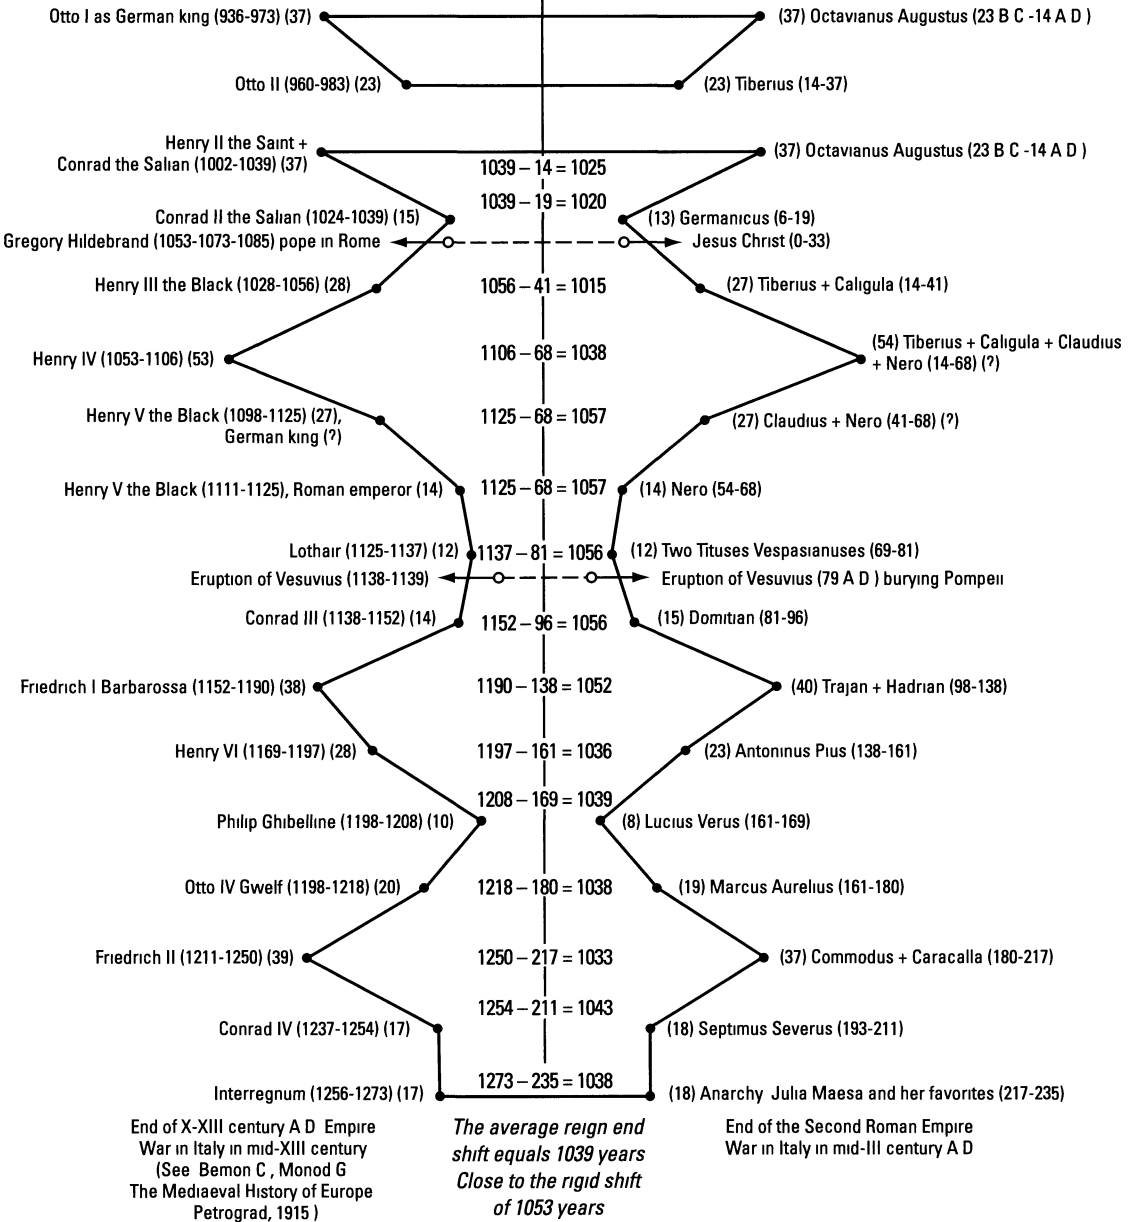 Otto I as German king (936-973) (37)
(37) Octavianus Augustus (23 B C -14 A D )
Otto II (960-983) (23)
(23) Tiberius (14-37)
Henry II the Saint +
Conrad the Salian (1002-1039) (37)
(37) Octavianus Augustus (23 B C -14 A D )
1039 – 14 = 1025
1039 – 19 = 1020
Conrad II the Salian (1024-1039) (15)
(13) Germanicus (6-19)
Gregory Hildebrand (1053-1073-1085) pope in Rome
Jesus Christ (0-33)
Henry III the Black (1028-1056) (28)
1056 – 41 = 1015
(27) Tiberius + Caligula (14-41)
Henry IV (1053-1106) (53)
1106 – 68 = 1038
(54) Tiberius + Caligula + Claudius
+ Nero (14-68) (?)
Henry V the Black (1098-1125) (27),
German king (?)
1125 – 68 = 1057
(27) Claudius + Nero (41-68) (?)
Henry V the Black (1111-1125), Roman emperor (14)
1125 – 68 = 1057
(14) Nero (54-68)
Lothair (1125-1137) (12)
1137 – 81 = 1056
(12) Two Tituses Vespasianuses (69-81)
Eruption of Vesuvius (1138-1139)
Eruption of Vesuvius (79 A D ) burying Pompeii
Conrad III (1138-1152) (14)
1152 – 96 = 1056
(15) Domitian (81-96)
Friedrich I Barbarossa (1152-1190) (38)
1190 – 138 = 1052
(40) Trajan + Hadrian (98-138)
Henry VI (1169-1197) (28)
1197 – 161 = 1036
(23) Antoninus Pius (138-161)
1208 – 169 = 1039
Philip Ghibelline (1198-1208) (10)
(8) Lucius Verus (161-169)
Otto IV Gwelf (1198-1218) (20)
1218 – 180 = 1038
(19) Marcus Aurelius (161-180)
Friedrich II (1211-1250) (39)
1250 – 217 = 1033
(37) Commodus + Caracalla (180-217)
1254 – 211 = 1043
Conrad IV (1237-1254) (17)
(18) Septimus Severus (193-211)
1273 – 235 = 1038
Interregnum (1256-1273) (17)
(18) Anarchy Julia Maesa and her favorites (217-235)
End of X-XIII century A D Empire
War in Italy in mid-XIII century
(See Bemon C , Monod G
The Mediaeval History of Europe
Petrograd, 1915 )
The average reign end
shift equals 1039 years
Close to the rigid shift
of 1053 years
End of the Second Roman Empire
War in Italy in mid-III century A D